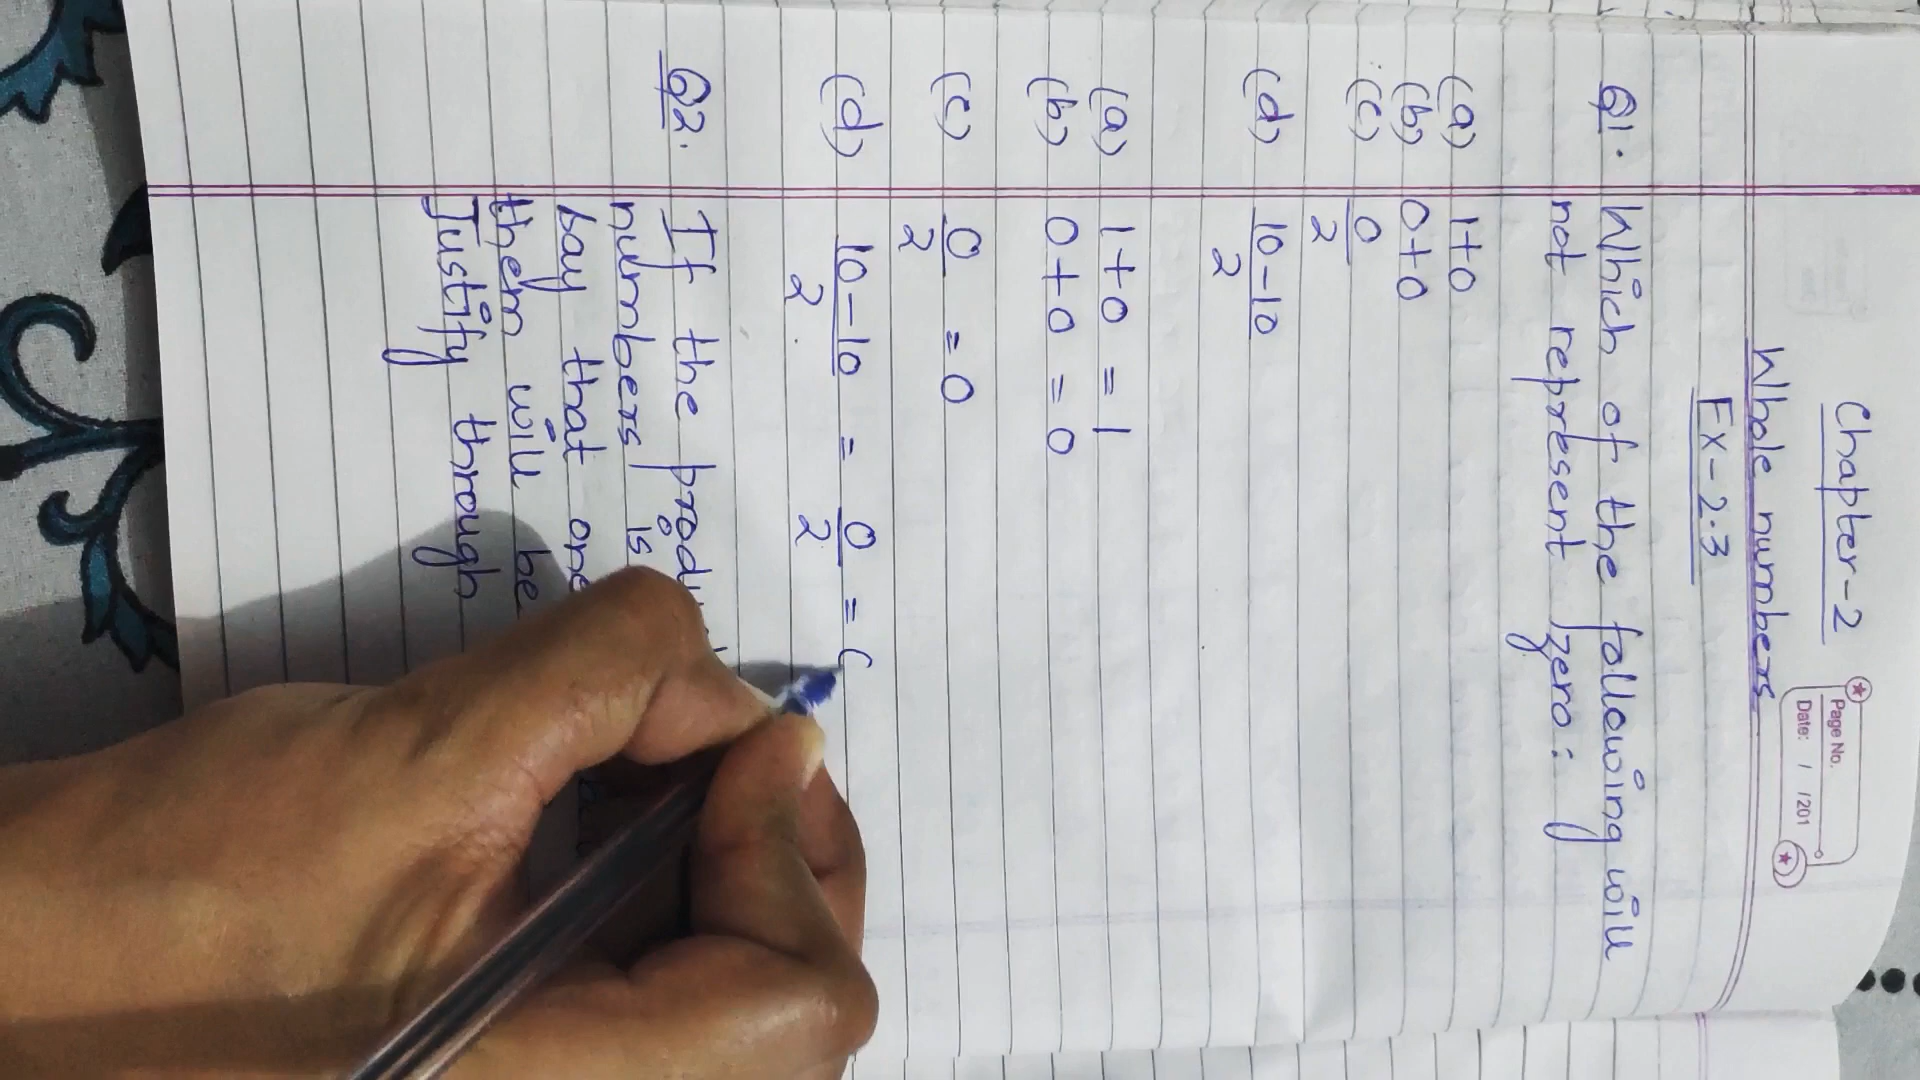 Chapter-2
Page No.
Date: / /201
Whole numbers
Ex-2.3
Q1. Which of the following will
not represent zero:
(a) 1+0
(b) 0+0
(c) 0/2
(d) 10-10/2
(a) 1+0 = 1
(b) 0+0 = 0
(c) 0/2 = 0
(d) 10-10/2 = 0/2 =
Q2. If the
numbers is
say that one
them will be
Justify through